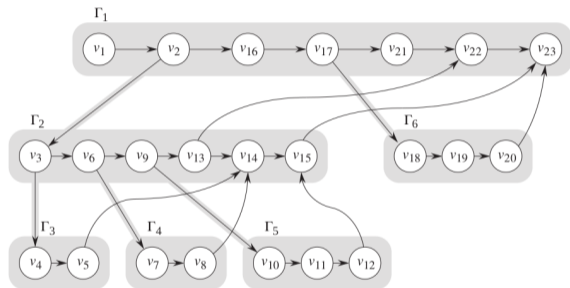 Γ₁
v₁ v₂ v₁₆ v₁₇ v₂₁ v₂₂ v₂₃
Γ₂ Γ₆
v₃ v₆ v₉ v₁₃ v₁₄ v₁₅ v₁₈ v₁₉ v₂₀
Γ₃ Γ₄ Γ₅
v₄ v₅ v₇ v₈ v₁₀ v₁₁ v₁₂